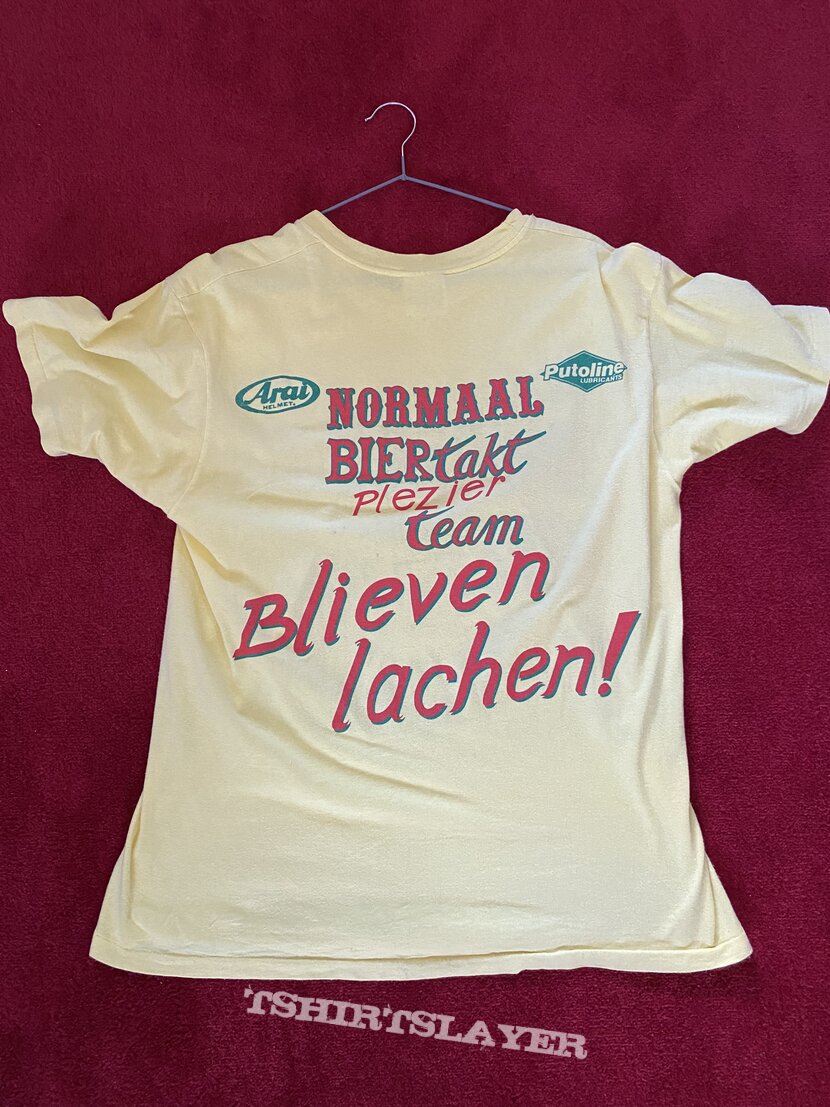 Arai
HELMET.
Putoline
LUBRICANTS
NORMAAL
BIERtakt
Plezier
team
Blieven
lachen!
TSHIRTSLAYER